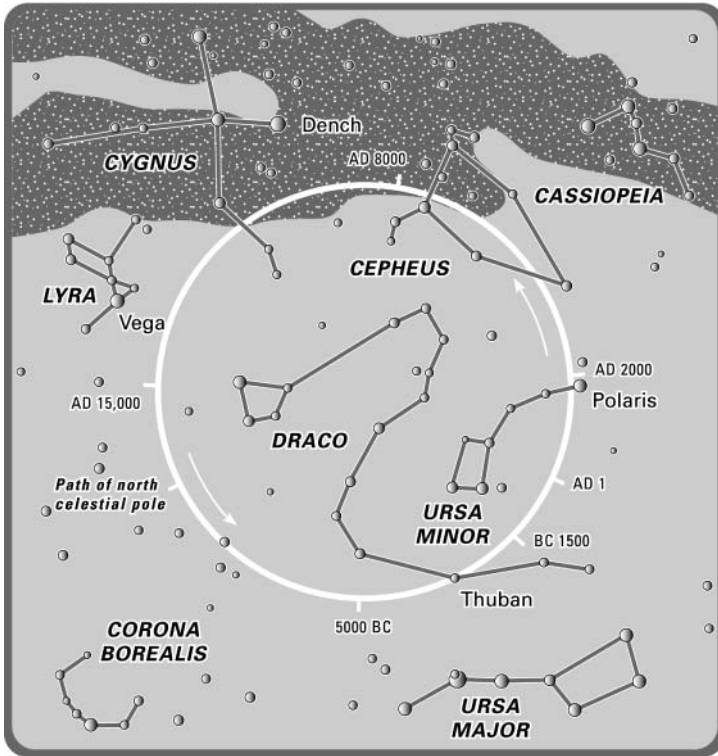 Dench
CYGNUS
AD 8000
CASSIOPEIA
CEPHEUS
LYRA
Vega
AD 2000
AD 15,000
Polaris
DRACO
Path of north
celestial pole
AD 1
URSA
MINOR
BC 1500
Thuban
5000 BC
CORONA
BOREALIS
URSA
MAJOR